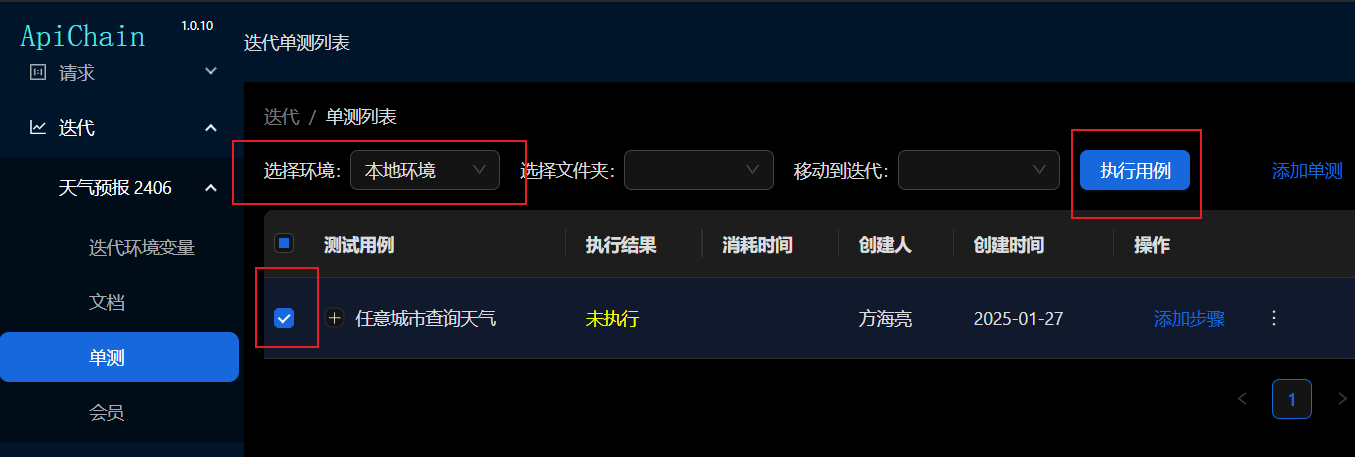 ApiChain 1.0.10
请求
迭代
天气预报 2406
迭代环境变量
文档
单测
会员
迭代单测列表
迭代 / 单测列表
选择环境: 本地环境 选择文件夹: 移动到迭代: 执行用例 添加单测
测试用例 执行结果 消耗时间 创建人 创建时间 操作
任意城市查询天气 未执行 方海亮 2025-01-27 添加步骤
1